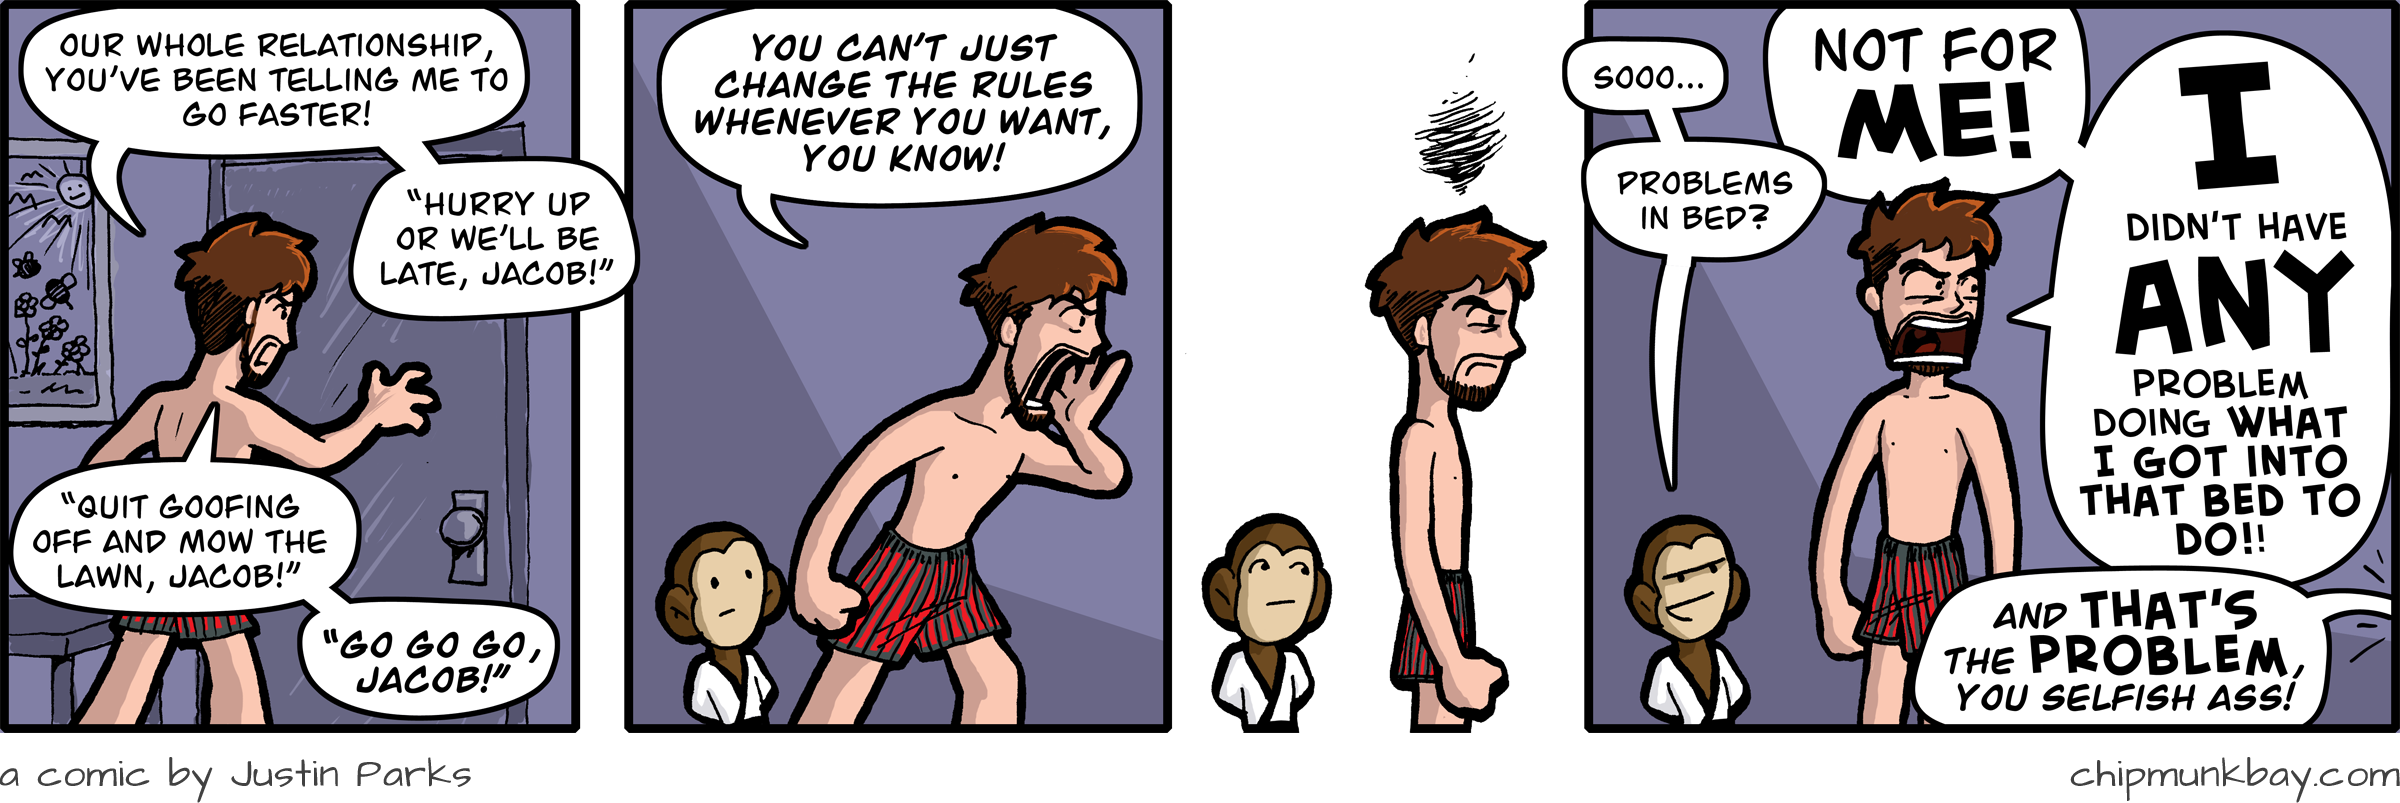 OUR WHOLE RELATIONSHIP,
YOU'VE BEEN TELLING ME TO
GO FASTER!
"HURRY UP
OR WE'LL BE
LATE, JACOB!"
"QUIT GOOFING
OFF AND MOW THE
LAWN, JACOB!"
"GO GO GO,
JACOB!"
YOU CAN'T JUST
CHANGE THE RULES
WHENEVER YOU WANT,
YOU KNOW!
SOOO...
PROBLEMS
IN BED?
NOT FOR
ME!
I
DIDN'T HAVE
ANY
PROBLEM
DOING WHAT
I GOT INTO
THAT BED TO
DO!!
AND THAT'S
THE PROBLEM,
YOU SELFISH ASS!
a comic by Justin Parks
chipmunkbay.com